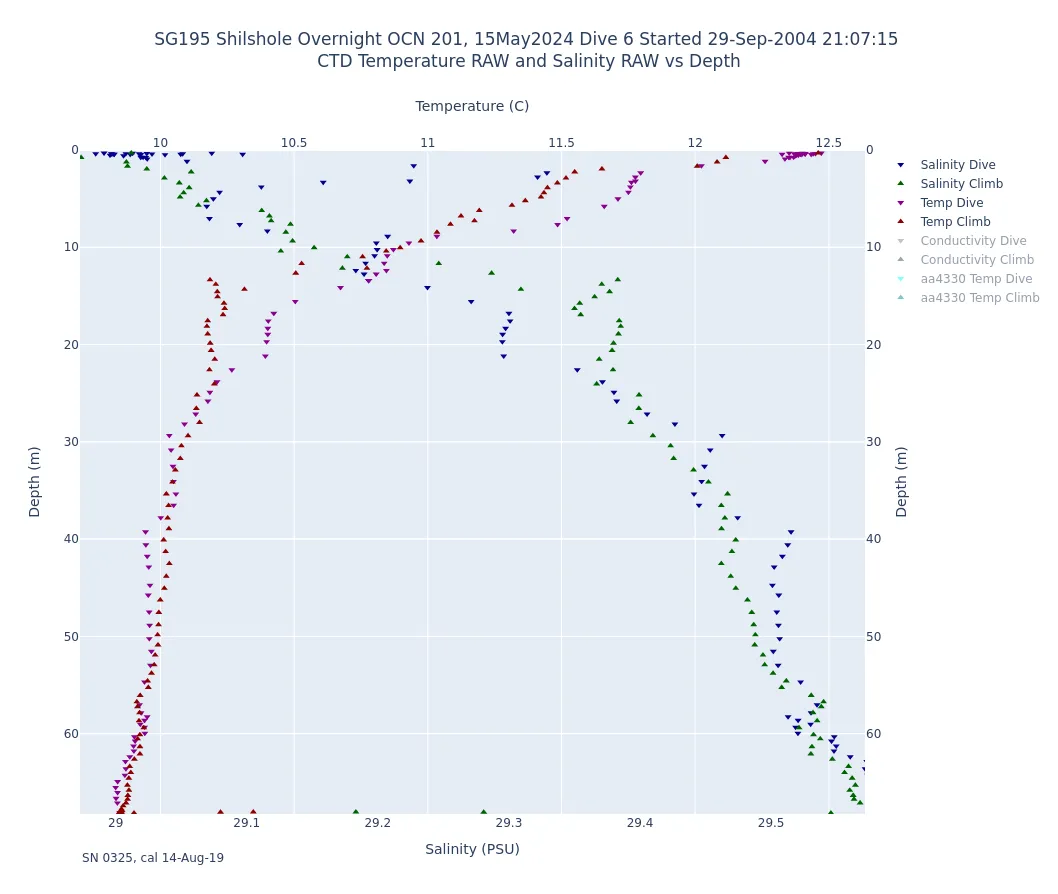 SG195 Shilshole Overnight OCN 201, 15May2024 Dive 6 Started 29-Sep-2004 21:07:15
CTD Temperature RAW and Salinity RAW vs Depth
Temperature (C)
10 10.5 11 11.5 12 12.5
0 0
10 10
20 20
30 30
40 40
50 50
60 60
Depth (m)
Depth (m)
Salinity Dive
Salinity Climb
Temp Dive
Temp Climb
Conductivity Dive
Conductivity Climb
aa4330 Temp Dive
aa4330 Temp Climb
29 29.1 29.2 29.3 29.4 29.5
Salinity (PSU)
SN 0325, cal 14-Aug-19